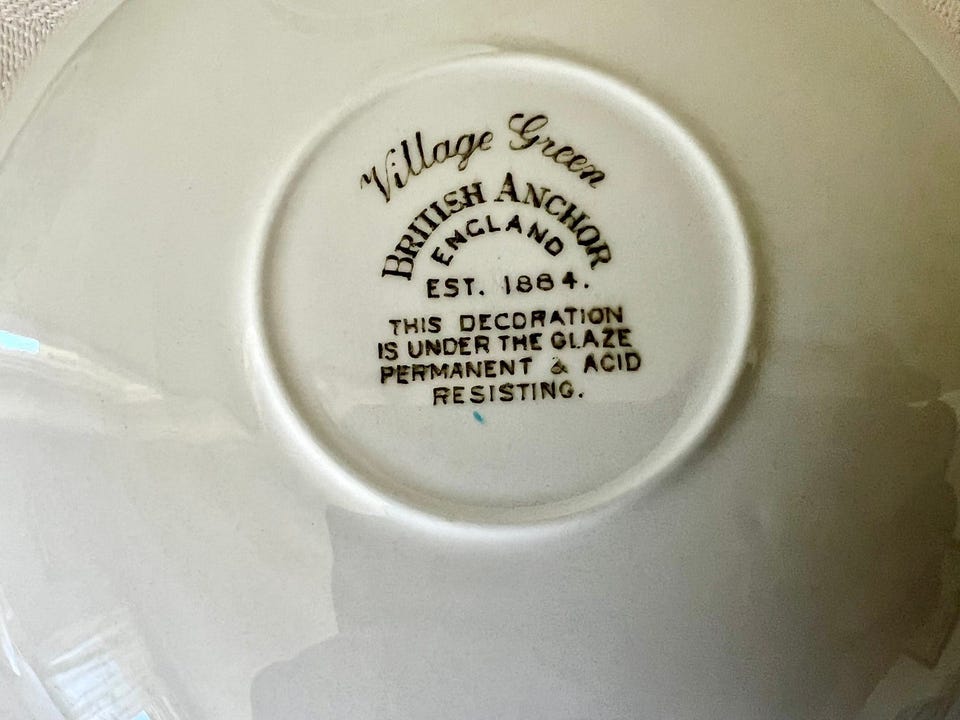 Village Green
BRITISH ANCHOR
ENGLAND
EST. 1884.
THIS DECORATION
IS UNDER THE GLAZE
PERMANENT & ACID
RESISTING.